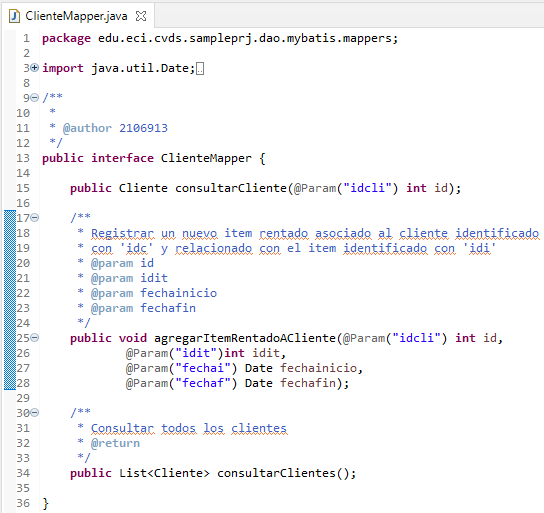 ClienteMapper.java
1 package edu.eci.cvds.sampleprj.dao.mybatis.mappers;
2
3 import java.util.Date;
8
9 /**
10 *
11 * @author 2106913
12 */
13 public interface ClienteMapper {
14
15 public Cliente consultarCliente(@Param("idcli") int id);
16
17 /**
18 * Registrar un nuevo item rentado asociado al cliente identificado
19 * con 'idc' y relacionado con el item identificado con 'idi'
20 * @param id
21 * @param idit
22 * @param fechainicio
23 * @param fechafin
24 */
25 public void agregarItemRentadoACliente(@Param("idcli") int id,
26 @Param("idit")int idit,
27 @Param("fechai") Date fechainicio,
28 @Param("fechaf") Date fechafin);
29
30 /**
31 * Consultar todos los clientes
32 * @return
33 */
34 public List<Cliente> consultarClientes();
35
36 }